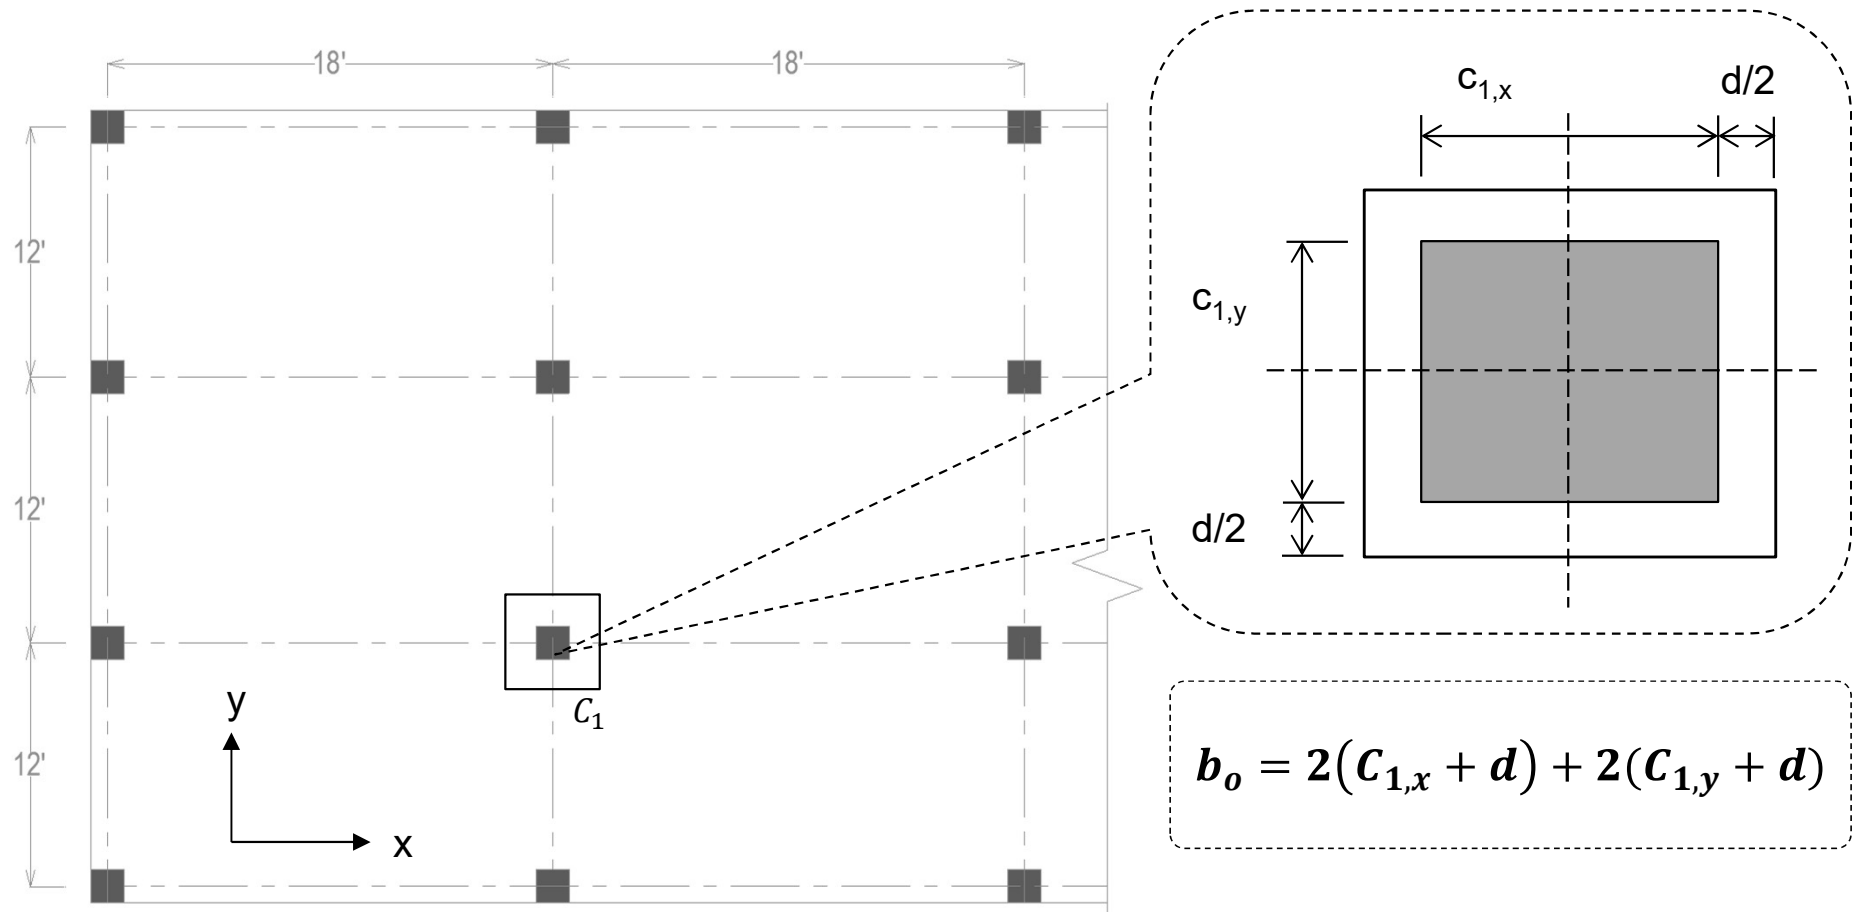 18'
18'
12'
12'
12'
C₁
y
x
c₁,ₓ
d/2
c₁,y
d/2
bₒ = 2(C₁,ₓ + d) + 2(C₁,y + d)